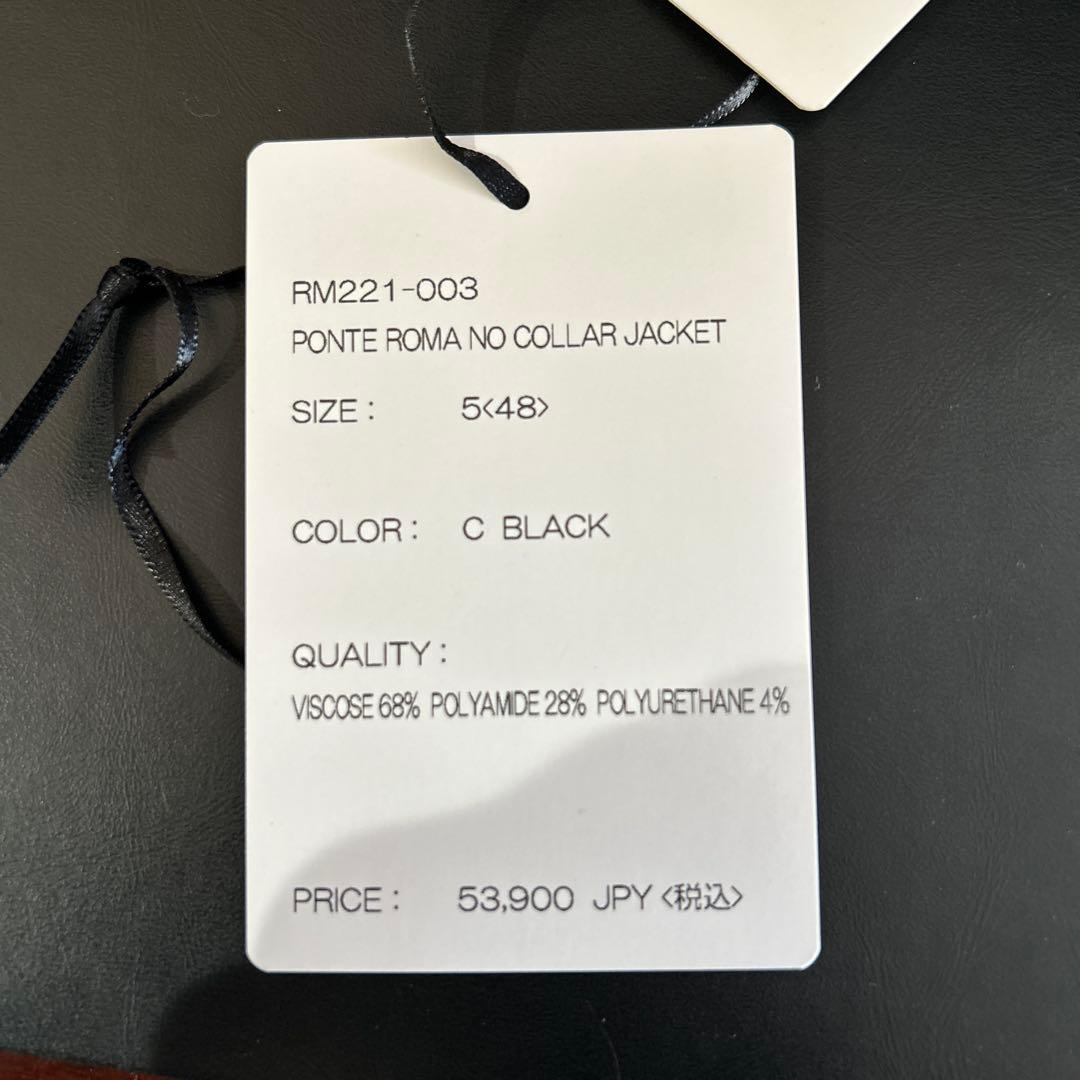 RM221-003
PONTE ROMA NO COLLAR JACKET
SIZE : 5<48>
COLOR : C BLACK
QUALITY :
VISCOSE 68% POLYAMIDE 28% POLYURETHANE 4%
PRICE : 53,900 JPY <税込>